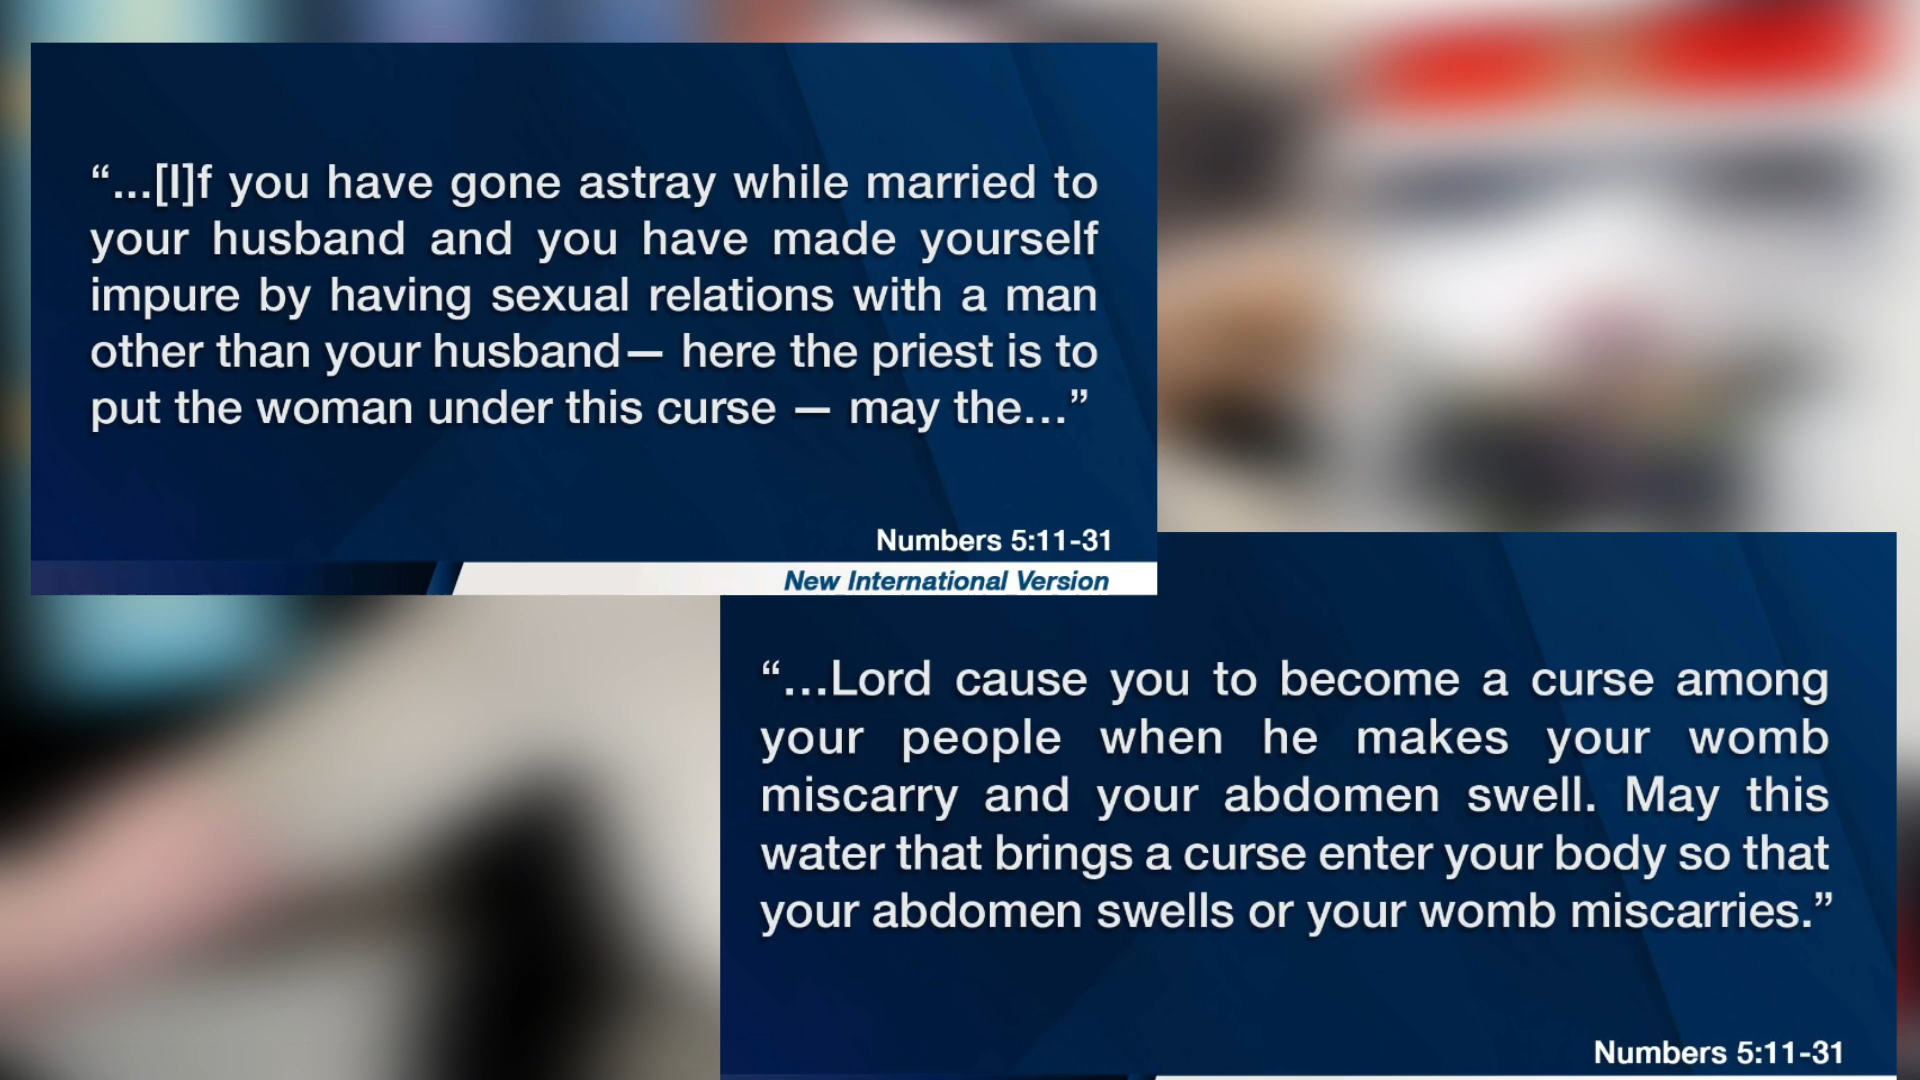 “...[I]f you have gone astray while married to
your husband and you have made yourself
impure by having sexual relations with a man
other than your husband— here the priest is to
put the woman under this curse — may the...”
Numbers 5:11-31
New International Version
“...Lord cause you to become a curse among
your people when he makes your womb
miscarry and your abdomen swell. May this
water that brings a curse enter your body so that
your abdomen swells or your womb miscarries.”
Numbers 5:11-31